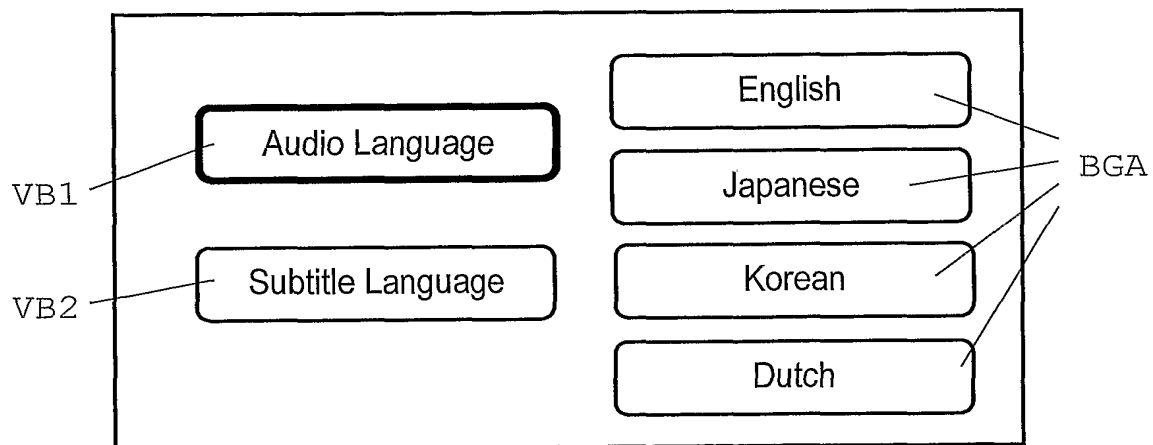 English
Audio Language
Japanese
BGA
VB1
Subtitle Language
Korean
VB2
Dutch